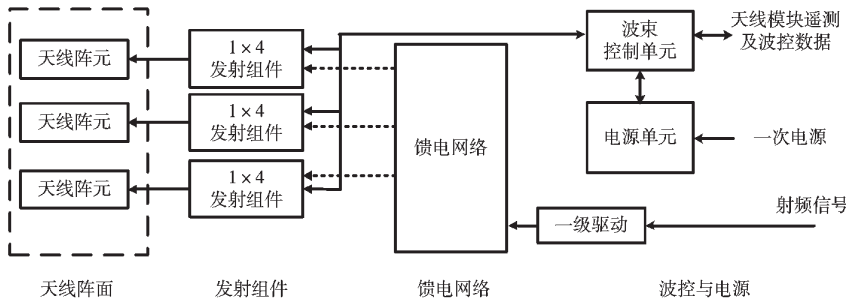 天线阵元
1×4
发射组件
天线阵元
1×4
发射组件
天线阵元
1×4
发射组件
馈电网络
波束
控制单元
天线模块遥测
及波控数据
电源单元
一次电源
一级驱动
射频信号
天线阵面
发射组件
馈电网络
波控与电源